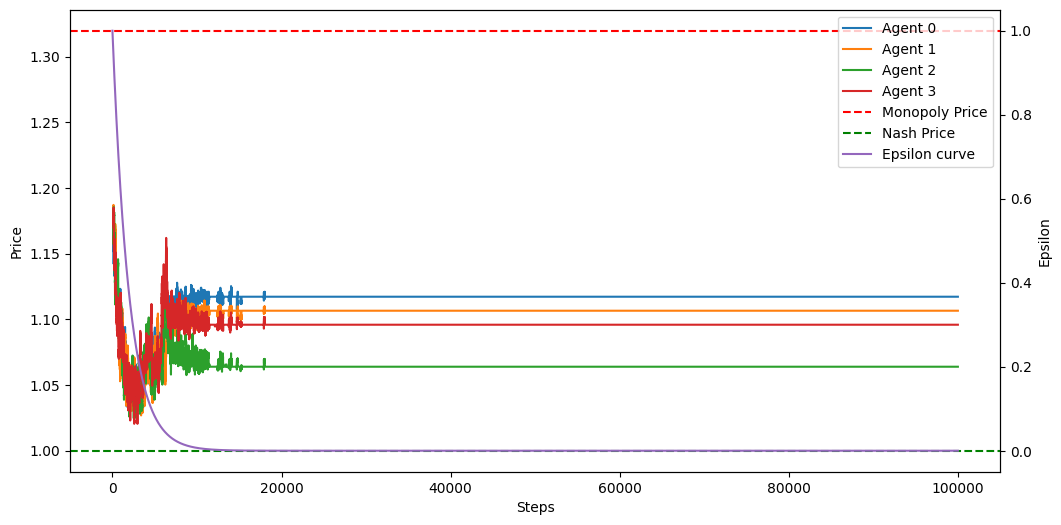 Agent 0
Agent 1
Agent 2
Agent 3
Monopoly Price
Nash Price
Epsilon curve
1.30
1.25
1.20
1.15
1.10
1.05
1.00
Price
1.0
0.8
0.6
0.4
0.2
0.0
Epsilon
0
20000
40000
60000
80000
100000
Steps